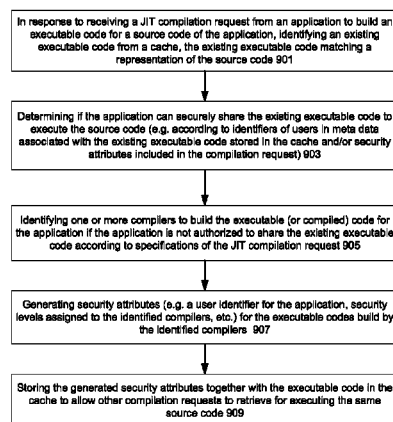 In response to receiving a JIT compilation request from an application to build an
executable code for a source code of the application, identifying an existing
executable code from a cache, the existing executable code matching a
representation of the source code 901
Determining if the application can securely share the existing executable code to
execute the source code (e.g. according to identifiers of users in meta data
associated with the existing executable code stored in the cache and/or security
attributes included in the compilation request) 903
Identifying one or more compilers to build the executable (or compiled) code for
the application if the application is not authorized to share the existing executable
code according to specifications of the JIT compilation request 905
Generating security attributes (e.g. a user identifier for the application, security
levels assigned to the identified compilers, etc.) for the executable codes build by
the identified compilers 907
Storing the generated security attributes together with the executable code in the
cache to allow other compilation requests to retrieve for executing the same
source code 909